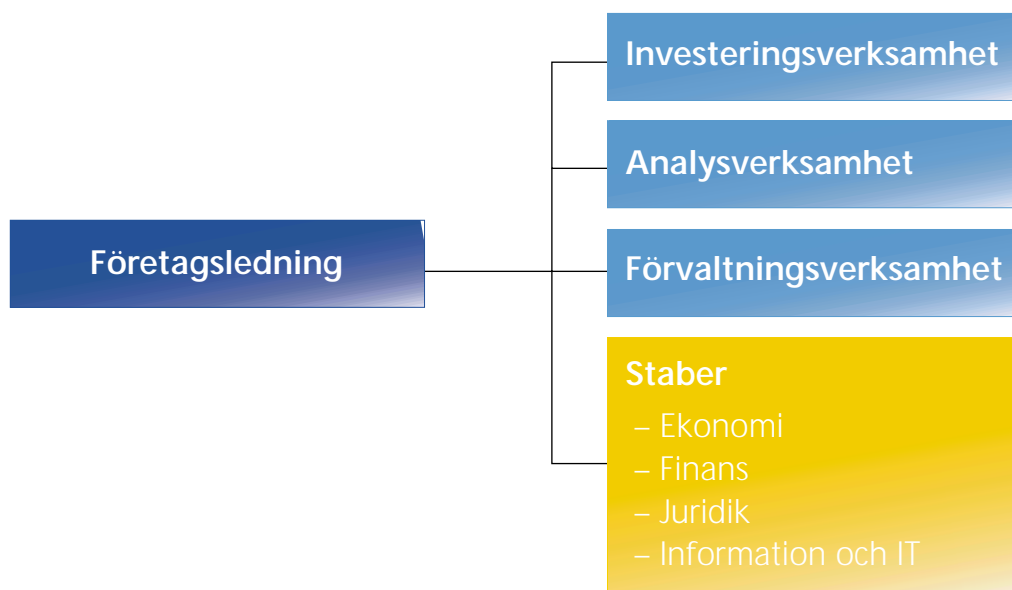 Företagsledning
Investeringsverksamhet
Analysverksamhet
Förvaltningsverksamhet
Staber
– Ekonomi
– Finans
– Juridik
– Information och IT